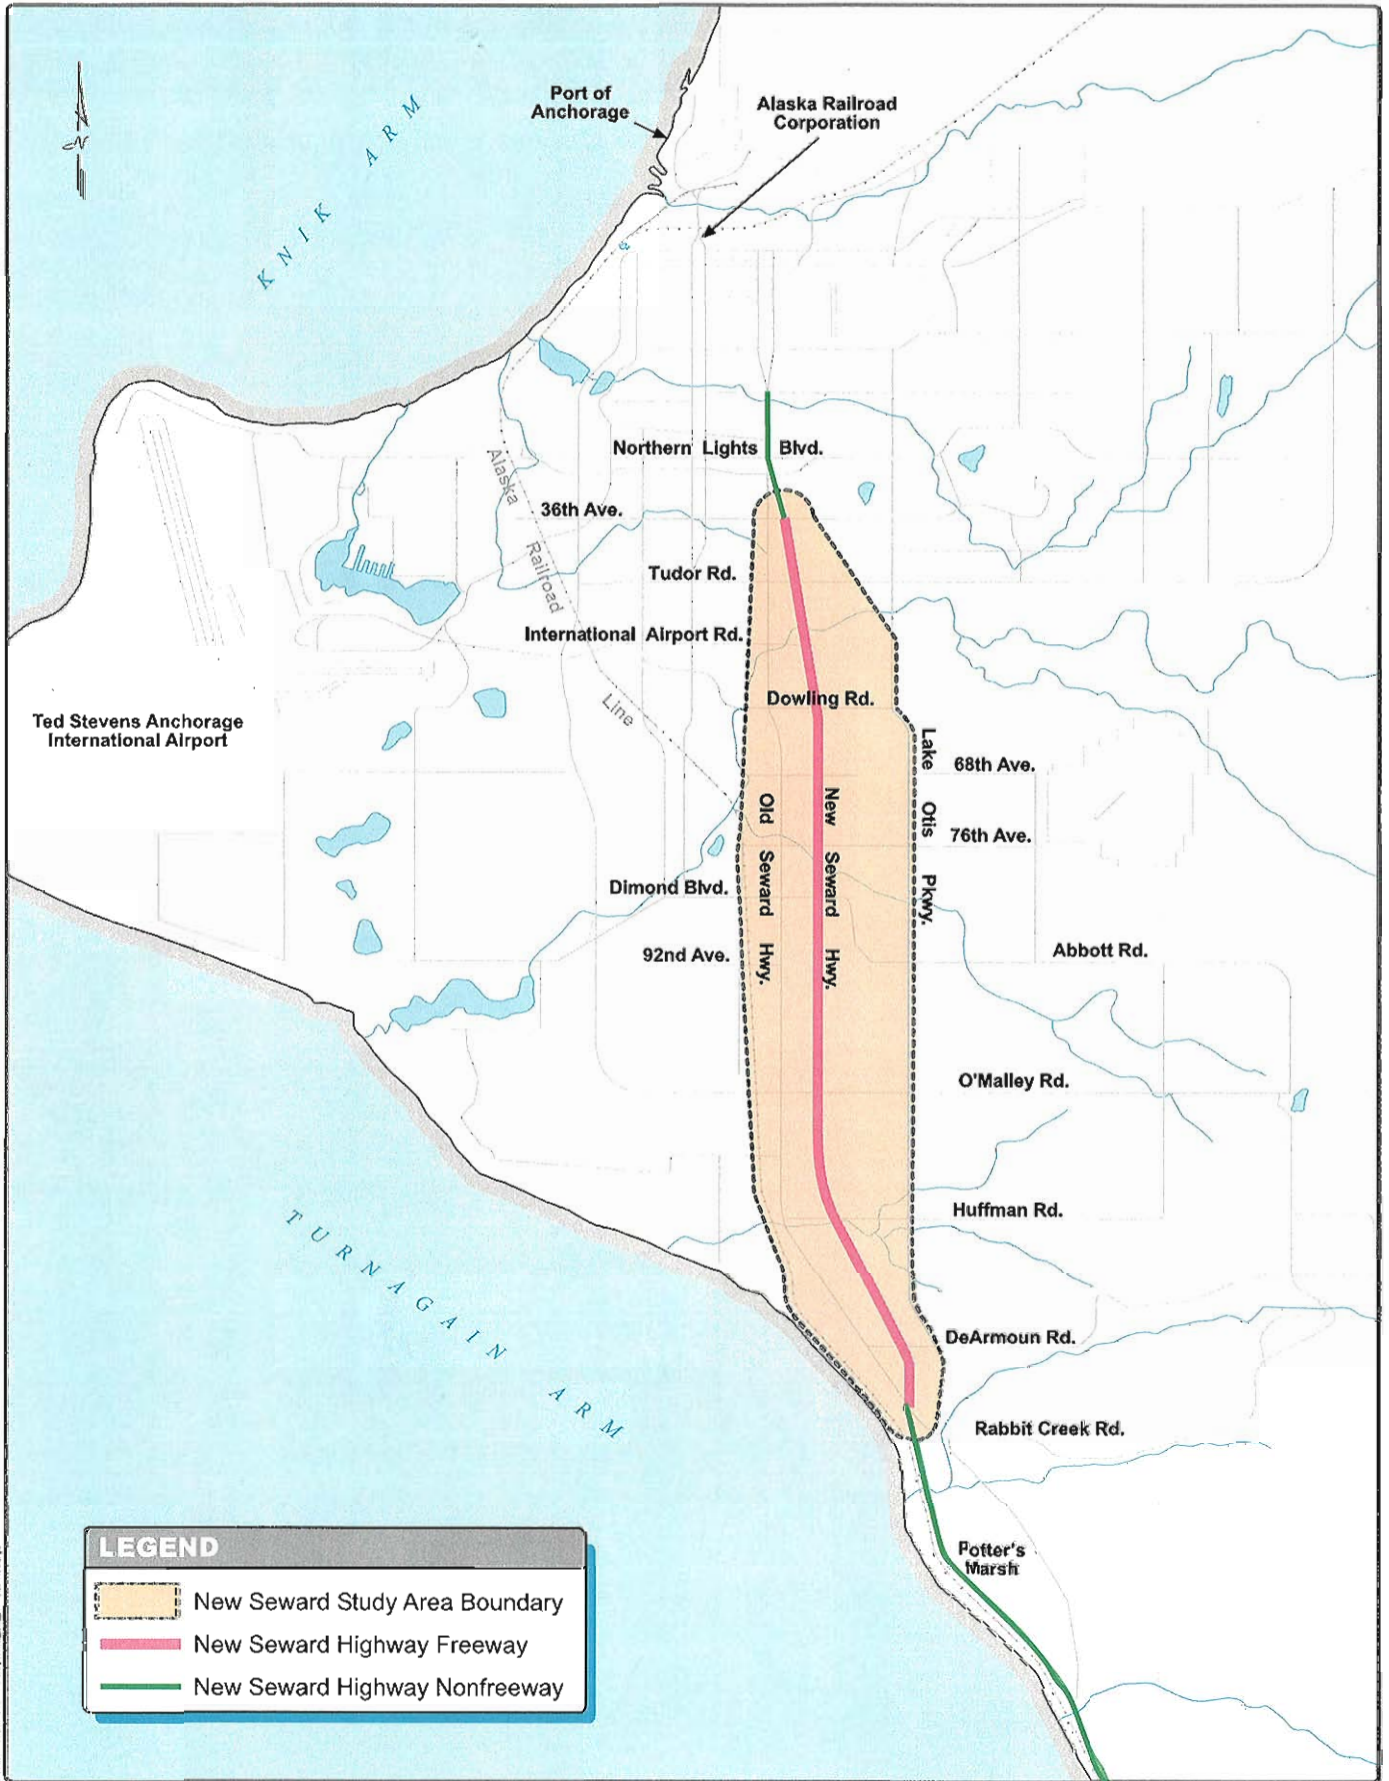 Port of
Anchorage
Alaska Railroad
Corporation
KNIK ARM
N
Northern Lights Blvd.
Alaska Railroad Line
36th Ave.
Tudor Rd.
International Airport Rd.
Dowling Rd.
Ted Stevens Anchorage
International Airport
Lake Otis Pkwy.
68th Ave.
Old Seward Hwy.
New Seward Hwy.
76th Ave.
Dimond Blvd.
92nd Ave.
Abbott Rd.
O'Malley Rd.
Huffman Rd.
TURNAGAIN ARM
DeArmoun Rd.
Rabbit Creek Rd.
Potter's
Marsh
LEGEND
New Seward Study Area Boundary
New Seward Highway Freeway
New Seward Highway Nonfreeway